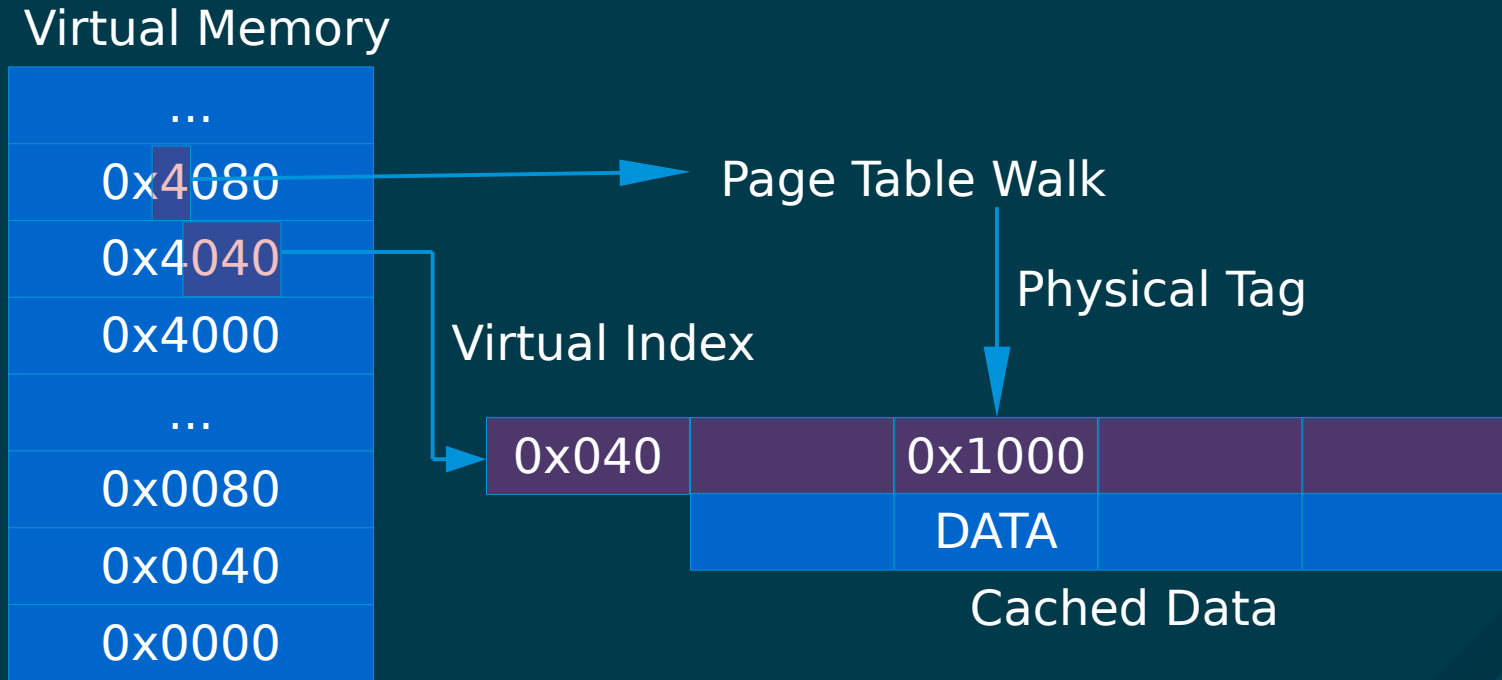 Virtual Memory
...
0x4080
0x4040
0x4000
...
0x0080
0x0040
0x0000
Page Table Walk
Physical Tag
Virtual Index
0x040
0x1000
DATA
Cached Data